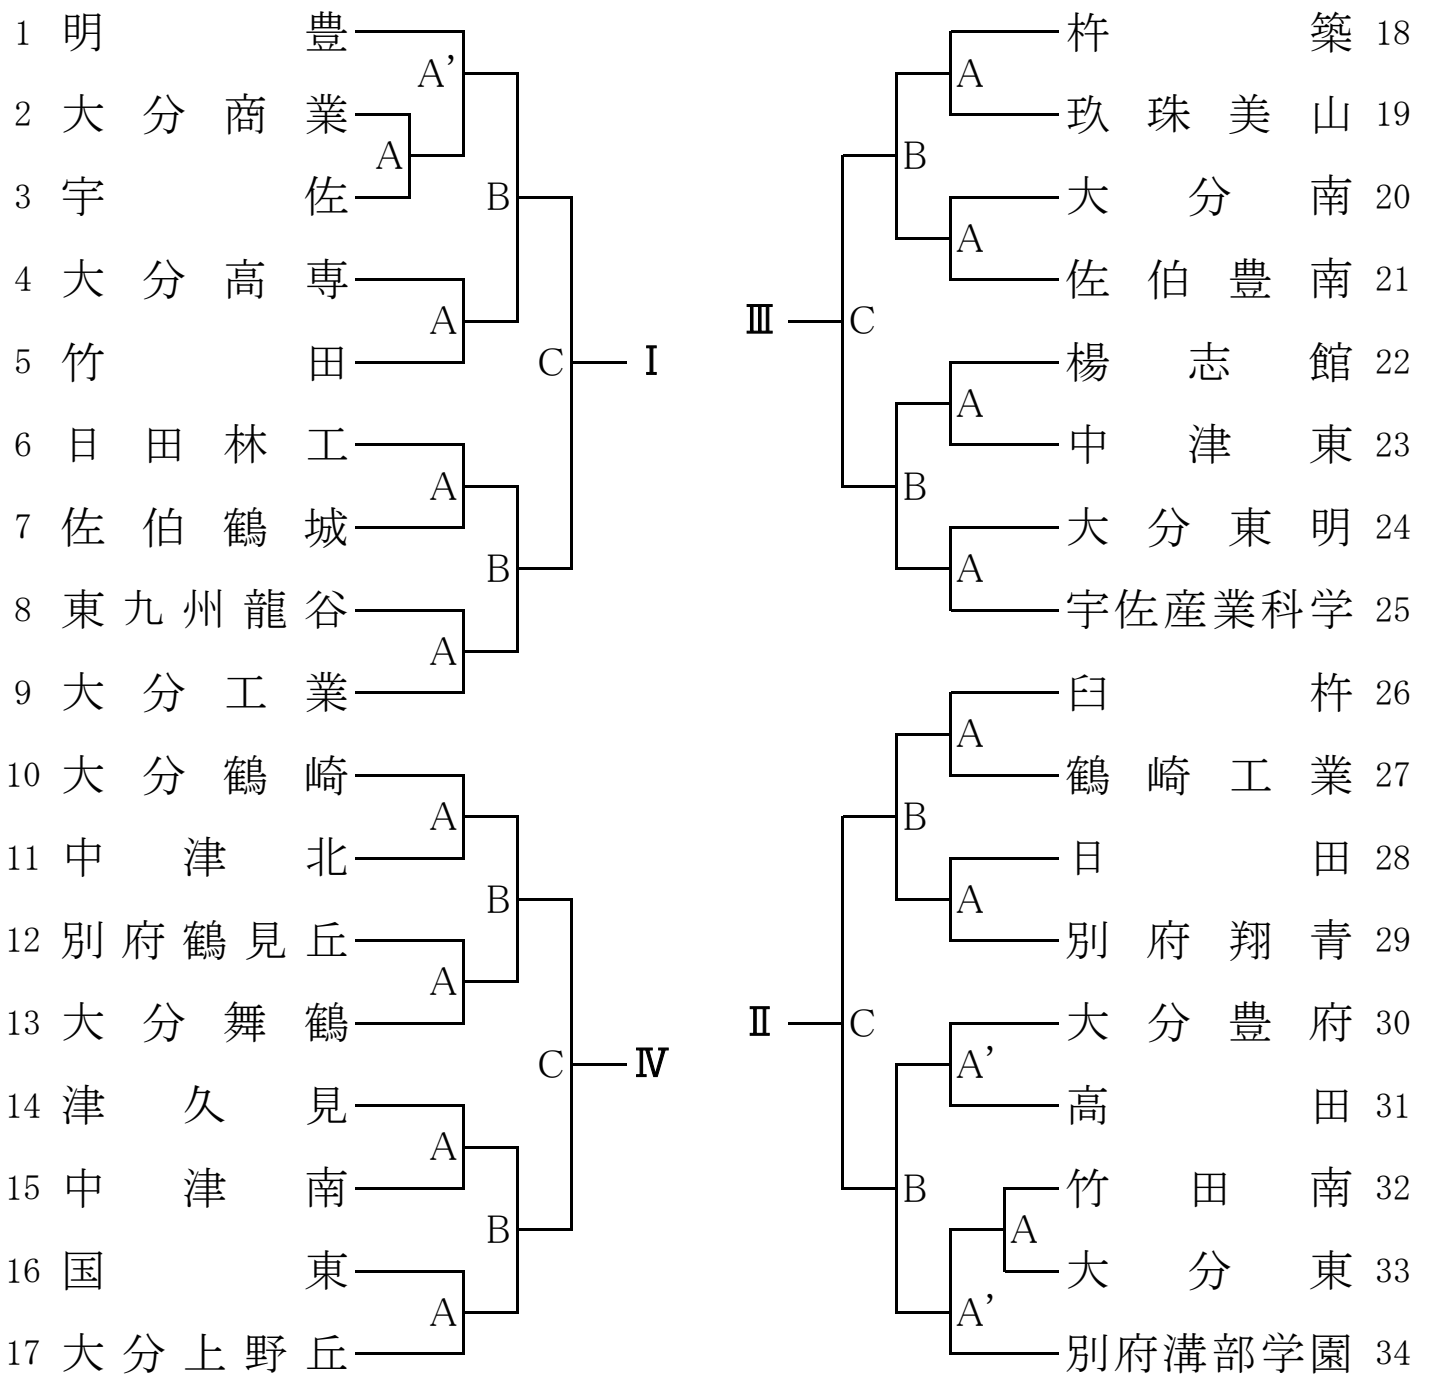 1 明豊
A’
2 大分商業
A
3 宇佐
B
4 大分高専
A
5 竹田
C Ⅰ
6 日田林工
A
7 佐伯鶴城
B
8 東九州龍谷
A
9 大分工業
10 大分鶴崎
A
11 中津北
B
12 別府鶴見丘
A
13 大分舞鶴
C Ⅳ
14 津久見
A
15 中津南
B
16 国東
A
17 大分上野丘
杵築 18
A
玖珠美山 19
B
大分南 20
A
佐伯豊南 21
Ⅲ C
楊志館 22
A
中津東 23
B
大分東明 24
A
宇佐産業科学 25
臼杵 26
A
鶴崎工業 27
B
日田 28
A
別府翔青 29
Ⅱ C
大分豊府 30
A’
高田 31
B
竹田南 32
A
大分東 33
A’
別府溝部学園 34